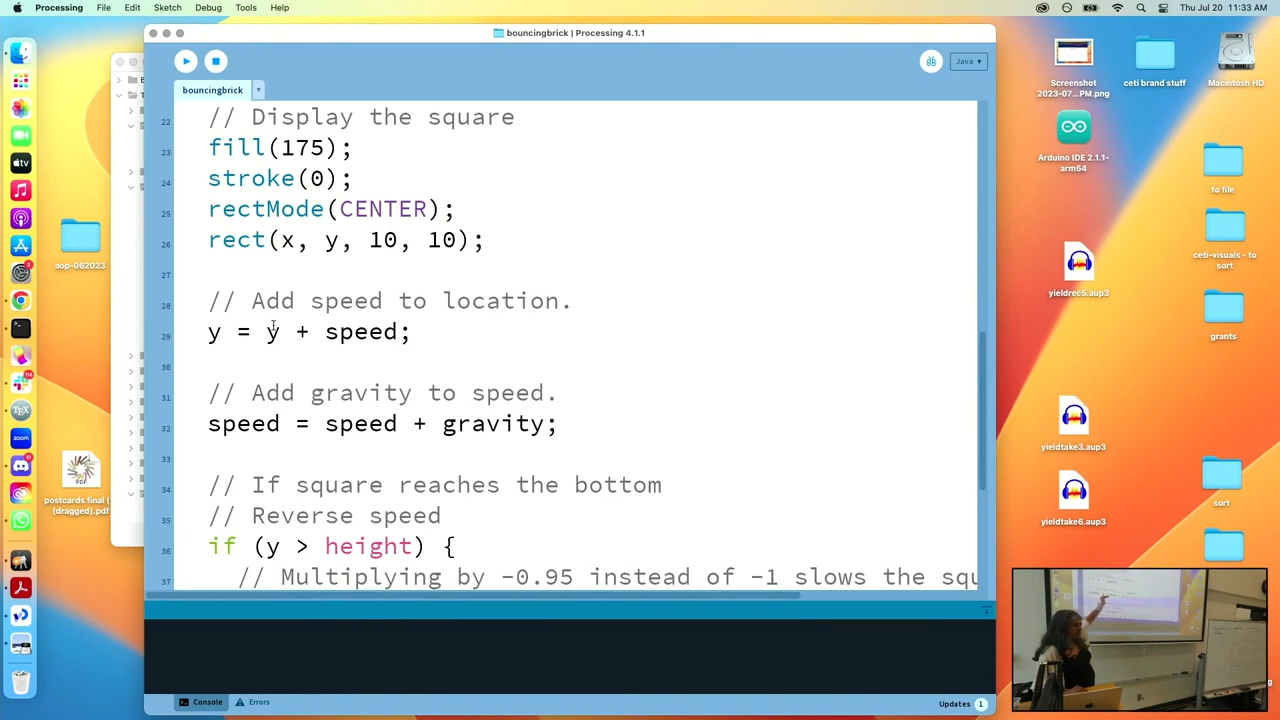 Processing File Edit Sketch Debug Tools Help
Thu Jul 20 11:33 AM
bouncingbrick | Processing 4.1.1
Java ▾
bouncingbrick
22 // Display the square
23 fill(175);
24 stroke(0);
25 rectMode(CENTER);
26 rect(x, y, 10, 10);
27
28 // Add speed to location.
29 y = y + speed;
30
31 // Add gravity to speed.
32 speed = speed + gravity;
33
34 // If square reaches the bottom
35 // Reverse speed
36 if (y > height) {
37 // Multiplying by -0.95 instead of -1 slows the squ
Console
Errors
Updates 1
aop-062023
postcards final (
(dragged).pdf
Screenshot
2023-07...PM.png
ceti brand stuff
Macintosh HD
Arduino IDE 2.1.1-
arm64
to file
ceti-visuals - to
sort
yieldrec5.aup3
grants
yieldtake3.aup3
sort
yieldtake6.aup3
tv
TEX
zoom